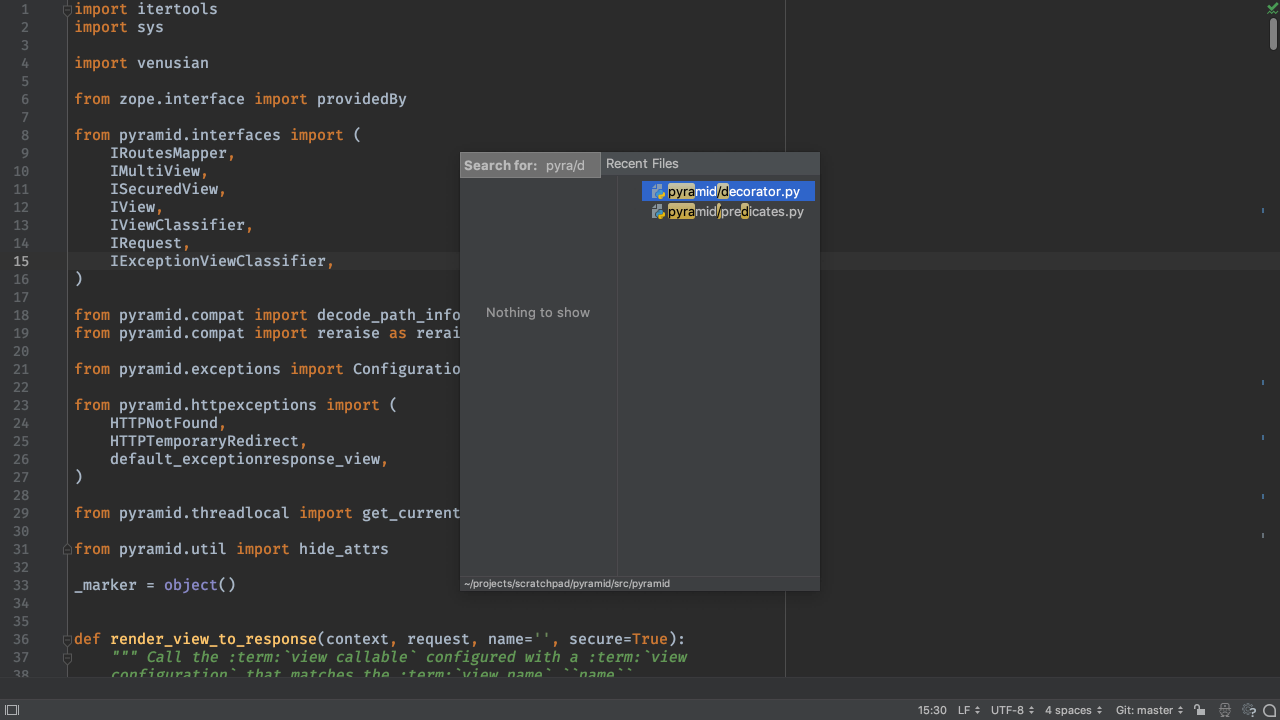 1 import itertools
2 import sys
3
4 import venusian
5
6 from zope.interface import providedBy
7
8 from pyramid.interfaces import (
9 IRoutesMapper,
10 IMultiView,
11 ISecuredView,
12 IView,
13 IViewClassifier,
14 IRequest,
15 IExceptionViewClassifier,
16 )
17
18 from pyramid.compat import decode_path_info
19 from pyramid.compat import reraise as rerai
20
21 from pyramid.exceptions import Configuratio
22
23 from pyramid.httpexceptions import (
24 HTTPNotFound,
25 HTTPTemporaryRedirect,
26 default_exceptionresponse_view,
27 )
28
29 from pyramid.threadlocal import get_current
30
31 from pyramid.util import hide_attrs
32
33 _marker = object()
34
35
36 def render_view_to_response(context, request, name='', secure=True):
37 """ Call the :term:`view callable` configured with a :term:`view
38 configuration` that matches the :term:`view name` ``name``
Search for: pyra/d
Recent Files
pyramid/decorator.py
pyramid/predicates.py
Nothing to show
~/projects/scratchpad/pyramid/src/pyramid
15:30 LF UTF-8 4 spaces Git: master